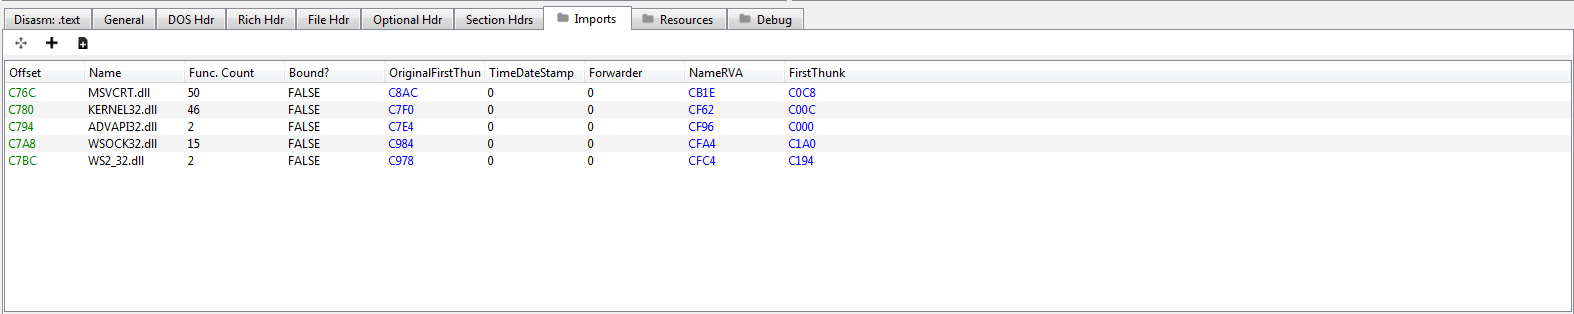 Disasm: .text General DOS Hdr Rich Hdr File Hdr Optional Hdr Section Hdrs Imports Resources Debug
Offset Name Func. Count Bound? OriginalFirstThun TimeDateStamp Forwarder NameRVA FirstThunk
C76C MSVCRT.dll 50 FALSE C8AC 0 0 CB1E C0C8
C780 KERNEL32.dll 46 FALSE C7F0 0 0 CF62 C00C
C794 ADVAPI32.dll 2 FALSE C7E4 0 0 CF96 C000
C7A8 WSOCK32.dll 15 FALSE C984 0 0 CFA4 C1A0
C7BC WS2_32.dll 2 FALSE C978 0 0 CFC4 C194